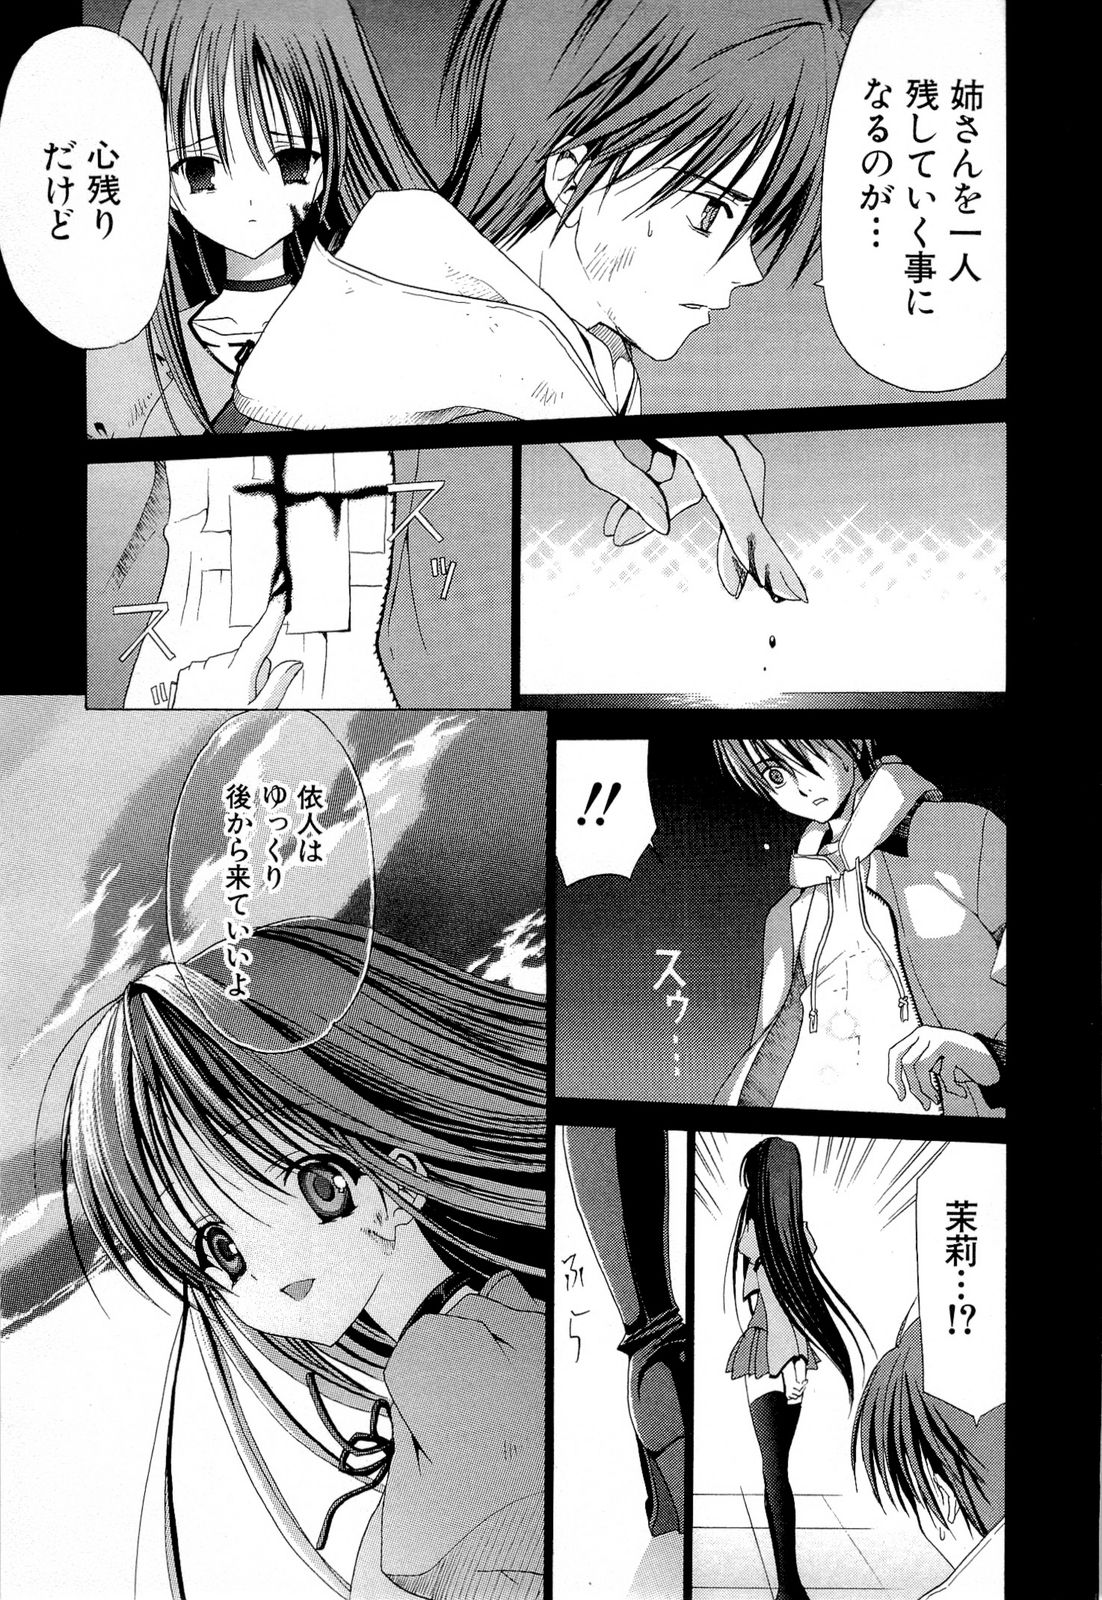 姉さんを一人
残していく事に
なるのが…
心残り
だけど
スッ
ズズ
!!
スゥ…
依人は
ゆっくり
後から来ていいよ
茉莉…!?
ふら